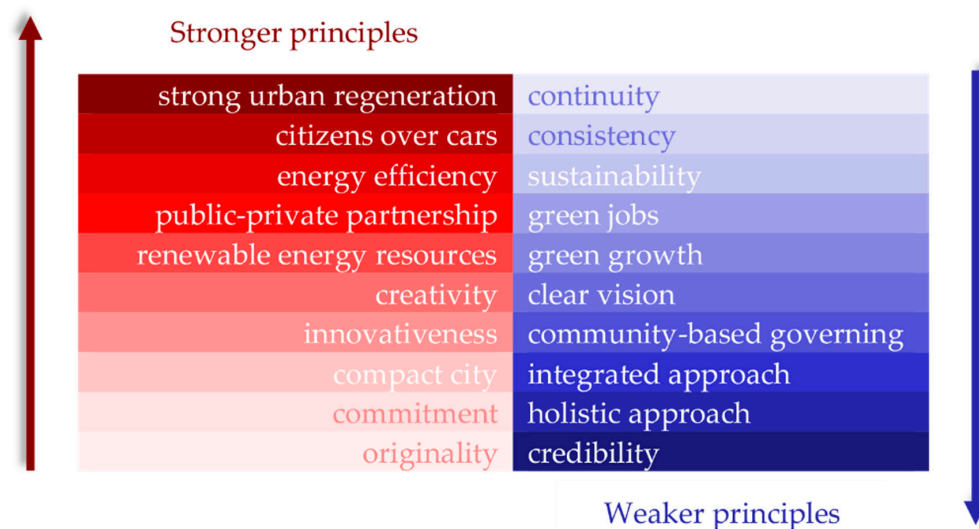 Stronger principles
strong urban regeneration continuity
citizens over cars consistency
energy efficiency sustainability
public-private partnership green jobs
renewable energy resources green growth
creativity clear vision
innovativeness community-based governing
compact city integrated approach
commitment holistic approach
originality credibility
Weaker principles